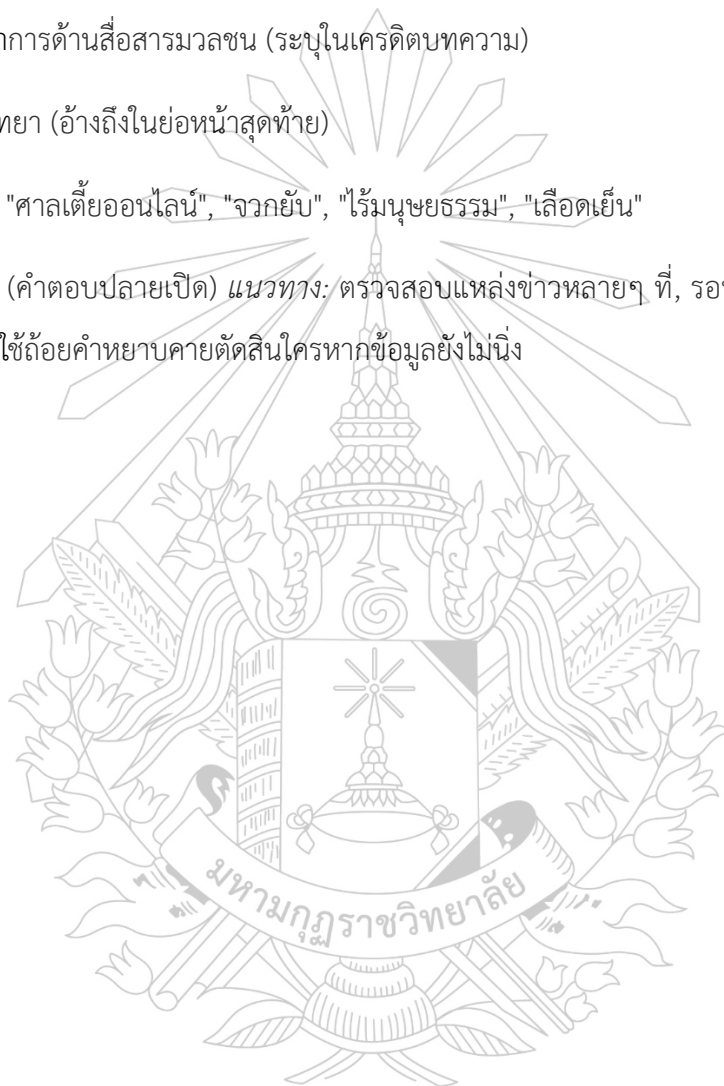 าการด้านสื่อสารมวลชน (ระบุในเครดิตบทความ)
ทยา (อ้างถึงในย่อหน้าสุดท้าย)
"ศาลเตี้ยออนไลน์", "จวกยับ", "ไร้มนุษยธรรม", "เลือดเย็น"
(คำตอบปลายเปิด) แนวทาง: ตรวจสอบแหล่งข่าวหลายๆ ที่, รอ
ใช้ถ้อยคำหยาบคายตัดสินใครหากข้อมูลยังไม่นิ่ง
มหามกุฏราชวิทยาลัย